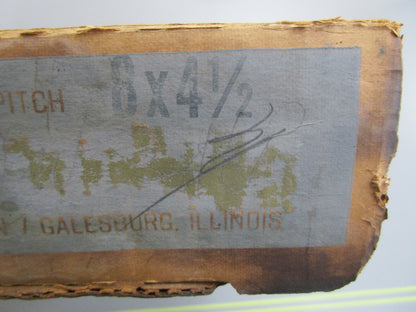 PITCH 8 x 4½
N / GALESBURG, ILLINOIS